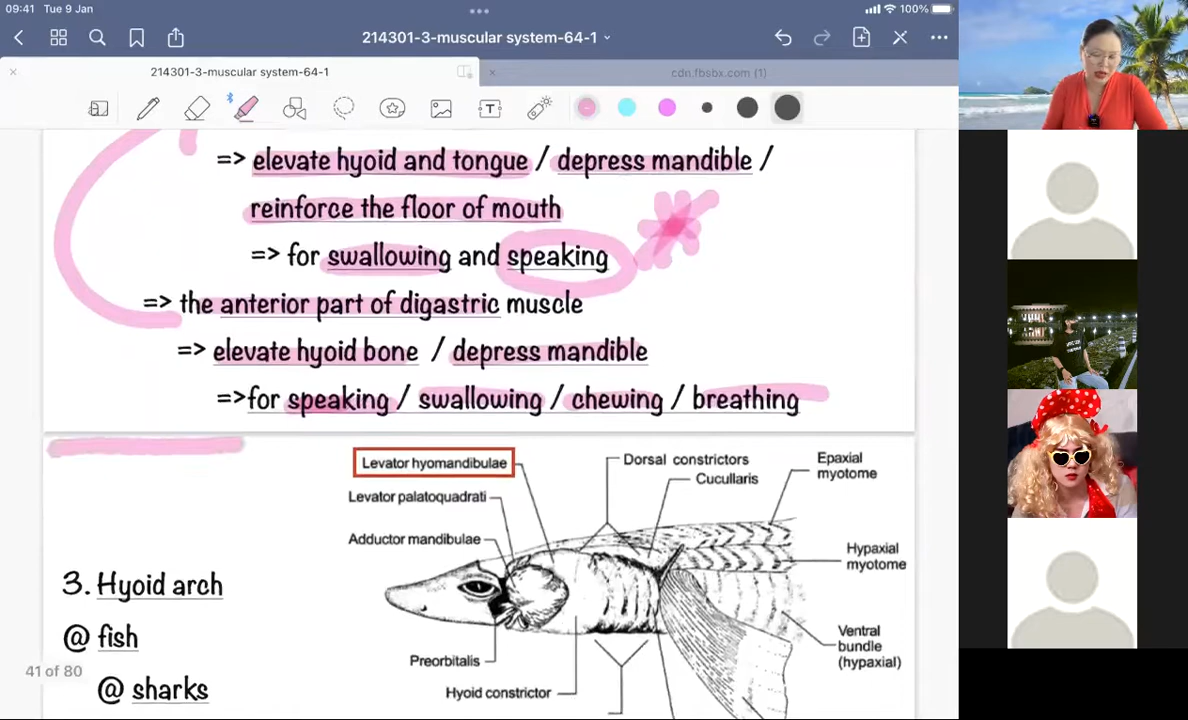 09:41 Tue 9 Jan
100%
214301-3-muscular system-64-1
214301-3-muscular system-64-1
cdn.fbsbx.com (1)
=> elevate hyoid and tongue / depress mandible /
reinforce the floor of mouth
=> for swallowing and speaking
=> the anterior part of digastric muscle
=> elevate hyoid bone / depress mandible
=>for speaking / swallowing / chewing / breathing
Levator hyomandibulae
Dorsal constrictors
Epaxial
myotome
Cucullaris
Levator palatoquadrati
Adductor mandibulae
Hypaxial
myotome
3. Hyoid arch
@ fish
Ventral
bundle
(hypaxial)
Preorbitalis
41 of 80
@ sharks
Hyoid constrictor